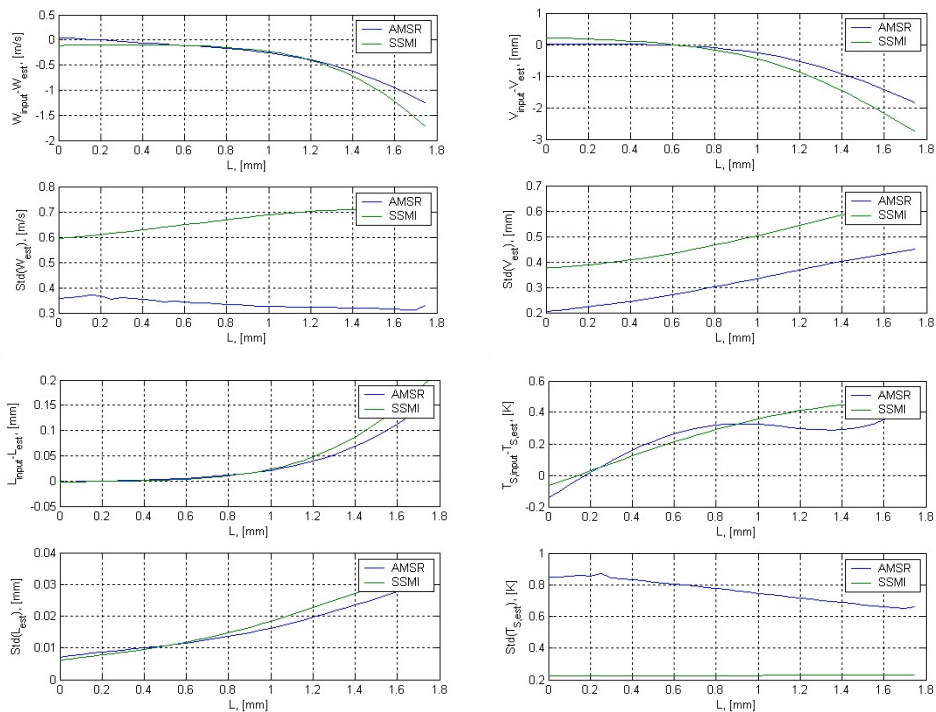 W_input-W_est, [m/s]
0.5
0
-0.5
-1
-1.5
-2
AMSR
SSMI
0 0.2 0.4 0.6 0.8 1 1.2 1.4 1.6 1.8
L, [mm]
V_input-V_est, [mm]
1
0
-1
-2
-3
AMSR
SSMI
0 0.2 0.4 0.6 0.8 1 1.2 1.4 1.6 1.8
L, [mm]
Std(W_est), [m/s]
0.8
0.7
0.6
0.5
0.4
0.3
AMSR
SSMI
0 0.2 0.4 0.6 0.8 1 1.2 1.4 1.6 1.8
L, [mm]
Std(V_est), [mm]
0.7
0.6
0.5
0.4
0.3
0.2
AMSR
SSMI
0 0.2 0.4 0.6 0.8 1 1.2 1.4 1.6 1.8
L, [mm]
L_input-L_est, [mm]
0.2
0.15
0.1
0.05
0
-0.05
AMSR
SSMI
0 0.2 0.4 0.6 0.8 1 1.2 1.4 1.6 1.8
L, [mm]
T_S,input-T_S,est, [K]
0.6
0.4
0.2
0
-0.2
AMSR
SSMI
0 0.2 0.4 0.6 0.8 1 1.2 1.4 1.6 1.8
L, [mm]
Std(L_est), [mm]
0.04
0.03
0.02
0.01
0
AMSR
SSMI
0 0.2 0.4 0.6 0.8 1 1.2 1.4 1.6 1.8
L, [mm]
Std(T_S,est), [K]
1
0.8
0.6
0.4
0.2
AMSR
SSMI
0 0.2 0.4 0.6 0.8 1 1.2 1.4 1.6 1.8
L, [mm]